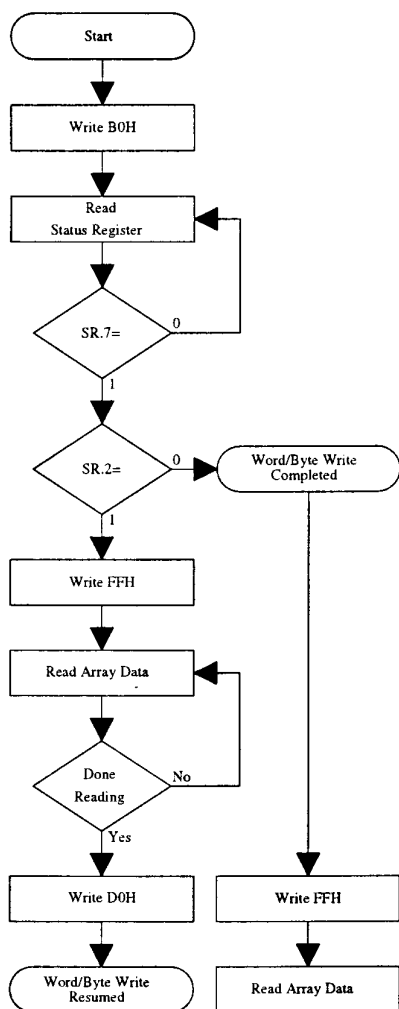 Start
Write B0H
Read
Status Register
SR.7=
0
1
SR.2=
0
Word/Byte Write
Completed
1
Write FFH
Read Array Data
Done
Reading
No
Yes
Write D0H
Write FFH
Word/Byte Write
Resumed
Read Array Data